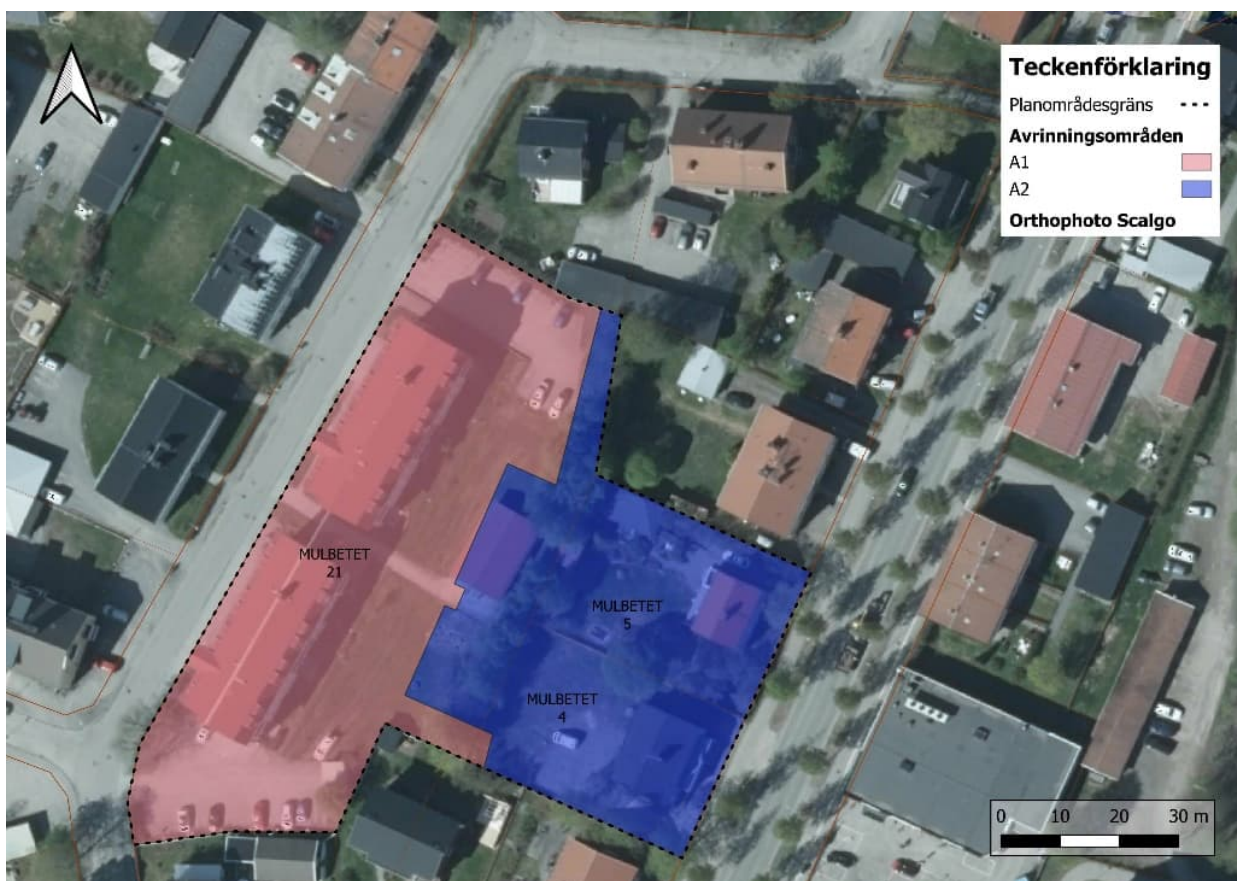 Teckenförklaring
Planområdesgräns
Avrinningsområden
A1
A2
Orthophoto Scalgo
MULBETET
21
MULBETET
5
MULBETET
4
0 10 20 30 m